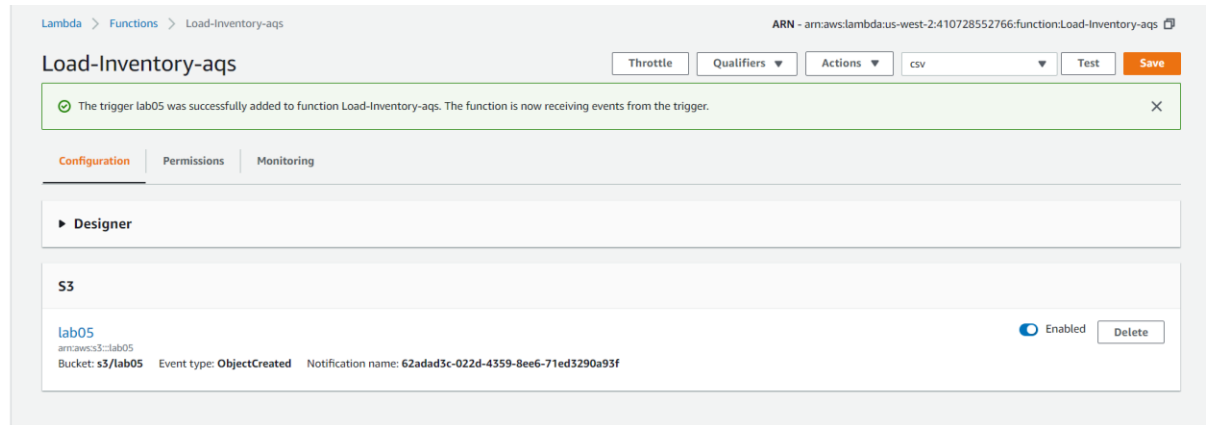 Lambda > Functions > Load-Inventory-aqs
ARN - arn:aws:lambda:us-west-2:410728552766:function:Load-Inventory-aqs
Load-Inventory-aqs
Throttle Qualifiers Actions csv Test Save
The trigger lab05 was successfully added to function Load-Inventory-aqs. The function is now receiving events from the trigger.
Configuration Permissions Monitoring
Designer
S3
lab05
Enabled Delete
arn:aws:s3:::lab05
Bucket: s3/lab05 Event type: ObjectCreated Notification name: 62adad3c-022d-4359-8ee6-71ed3290a93f